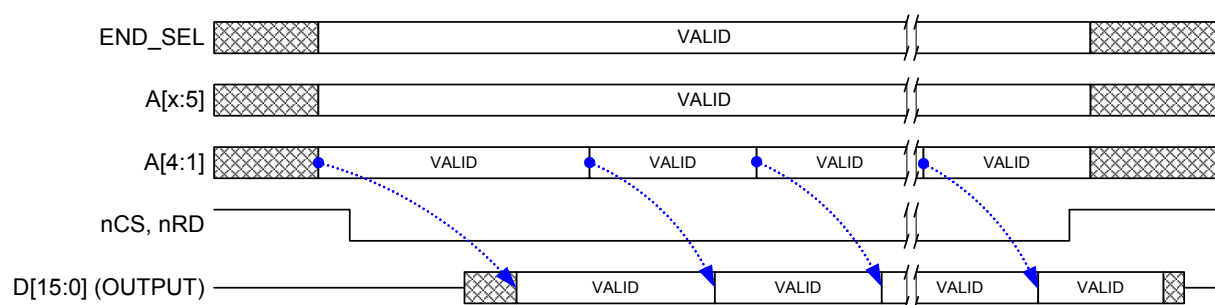 END_SEL VALID
A[x:5] VALID
A[4:1] VALID VALID VALID VALID
nCS, nRD
D[15:0] (OUTPUT) VALID VALID VALID VALID